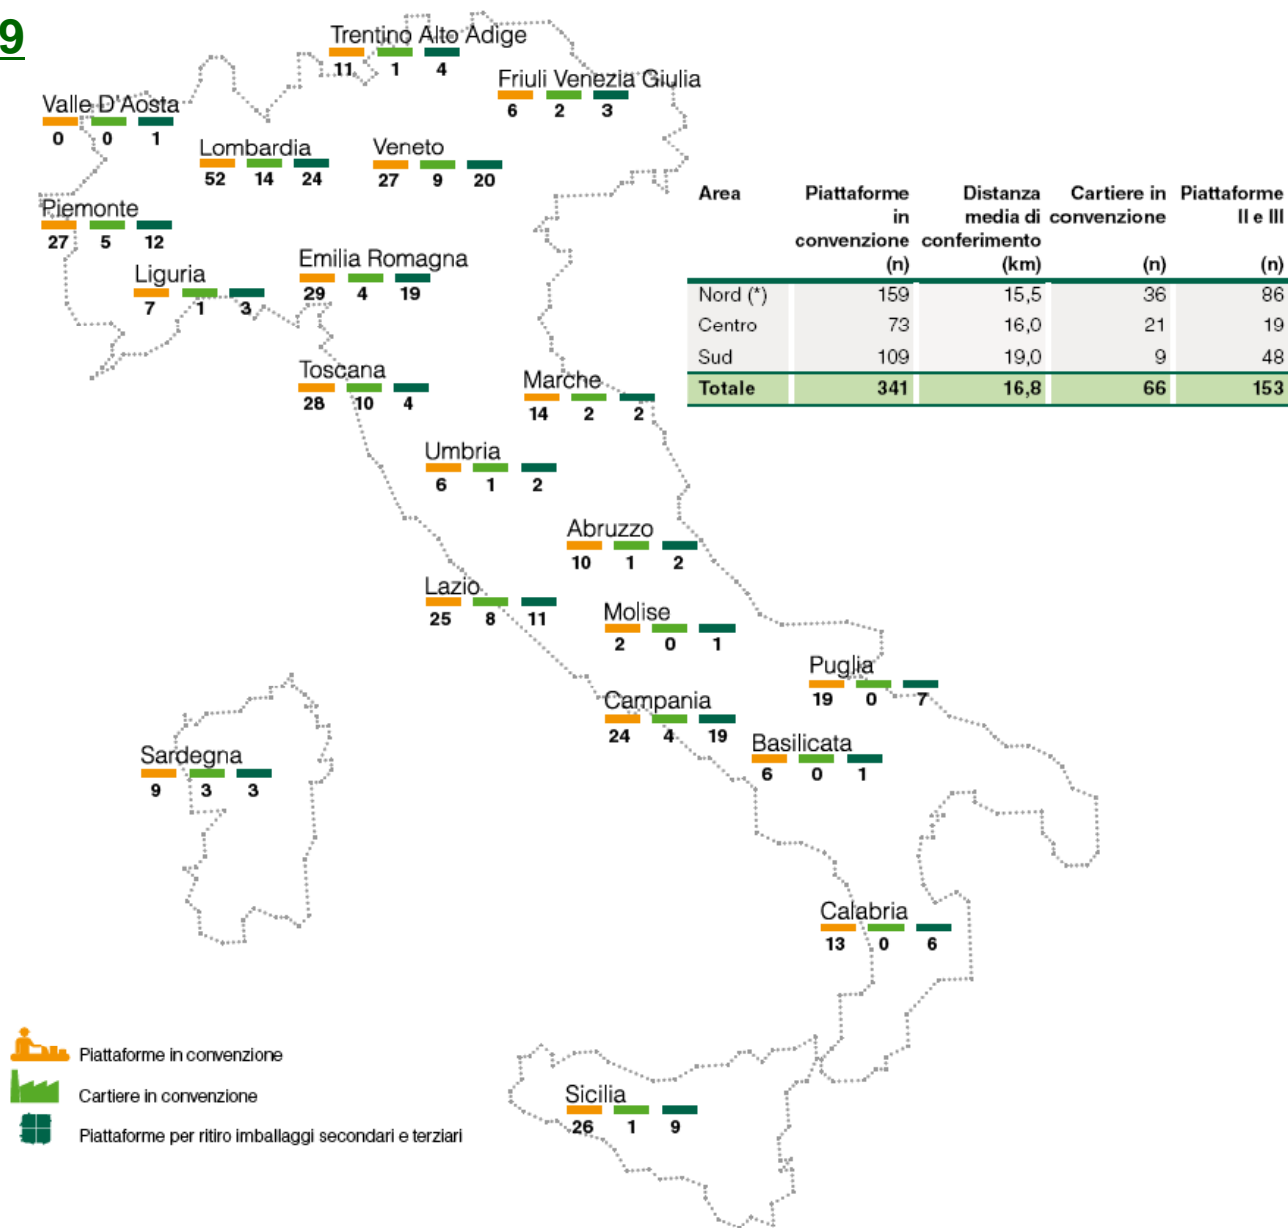 9
Trentino Alto Adige
11 1 4
Friuli Venezia Giulia
6 2 3
Valle D'Aosta
0 0 1
Lombardia
52 14 24
Veneto
27 9 20
Piemonte
27 5 12
Liguria
7 1 3
Emilia Romagna
29 4 19
Toscana
28 10 4
Marche
14 2 2
Umbria
6 1 2
Abruzzo
10 1 2
Lazio
25 8 11
Molise
2 0 1
Puglia
19 0 7
Campania
24 4 19
Basilicata
6 0 1
Sardegna
9 3 3
Calabria
13 0 6
Sicilia
26 1 9
Area Piattaforme Distanza Cartiere in Piattaforme
in media di convenzione II e III
convenzione conferimento
(n) (km) (n) (n)
Nord (*) 159 15,5 36 86
Centro 73 16,0 21 19
Sud 109 19,0 9 48
Totale 341 16,8 66 153
Piattaforme in convenzione
Cartiere in convenzione
Piattaforme per ritiro imballaggi secondari e terziari